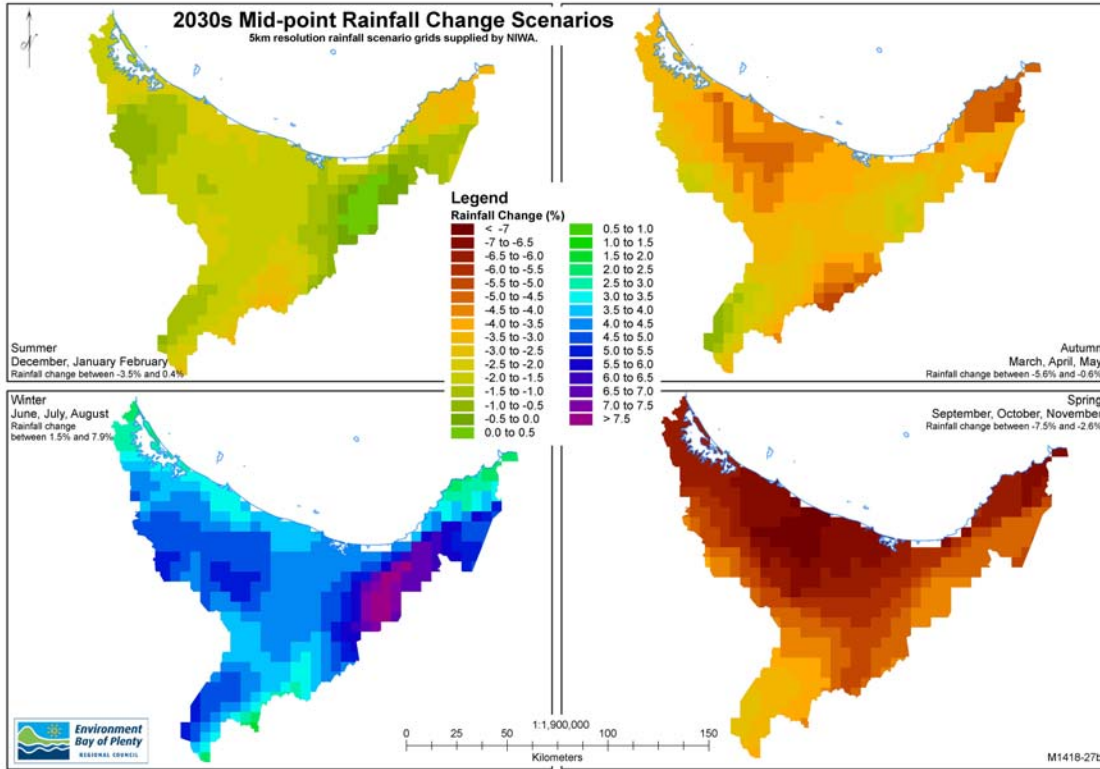 2030s Mid-point Rainfall Change Scenarios
5km resolution rainfall scenario grids supplied by NIWA.
N
Summer
December, January February
Rainfall change between -3.5% and 0.4%
Autumn
March, April, May
Rainfall change between -5.6% and -0.6%
Legend
Rainfall Change (%)
< -7
-7 to -6.5
-6.5 to -6.0
-6.0 to -5.5
-5.5 to -5.0
-5.0 to -4.5
-4.5 to -4.0
-4.0 to -3.5
-3.5 to -3.0
-3.0 to -2.5
-2.5 to -2.0
-2.0 to -1.5
-1.5 to -1.0
-1.0 to -0.5
-0.5 to 0.0
0.0 to 0.5
0.5 to 1.0
1.0 to 1.5
1.5 to 2.0
2.0 to 2.5
2.5 to 3.0
3.0 to 3.5
3.5 to 4.0
4.0 to 4.5
4.5 to 5.0
5.0 to 5.5
5.5 to 6.0
6.0 to 6.5
6.5 to 7.0
7.0 to 7.5
> 7.5
Winter
June, July, August
Rainfall change
between 1.5% and 7.9%
Spring
September, October, November
Rainfall change between -7.5% and -2.6%
Environment
Bay of Plenty
REGIONAL COUNCIL
1:1,900,000
0 25 50 100 150
Kilometers
M1418-27b